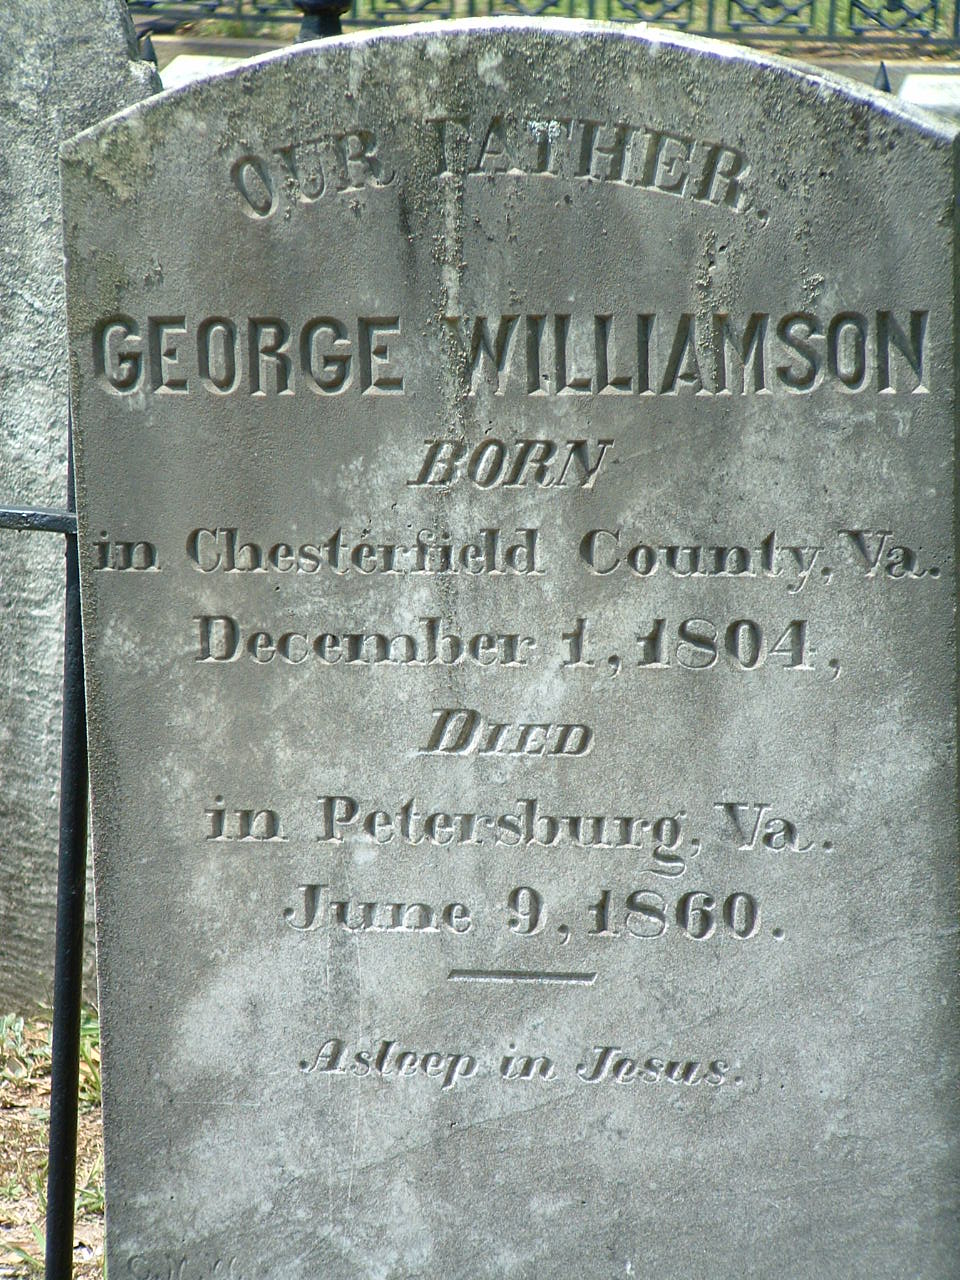 OUR FATHER.
GEORGE WILLIAMSON
BORN
in Chesterfield County, Va.
December 1, 1804,
DIED
in Petersburg, Va.
June 9, 1860.
Asleep in Jesus.